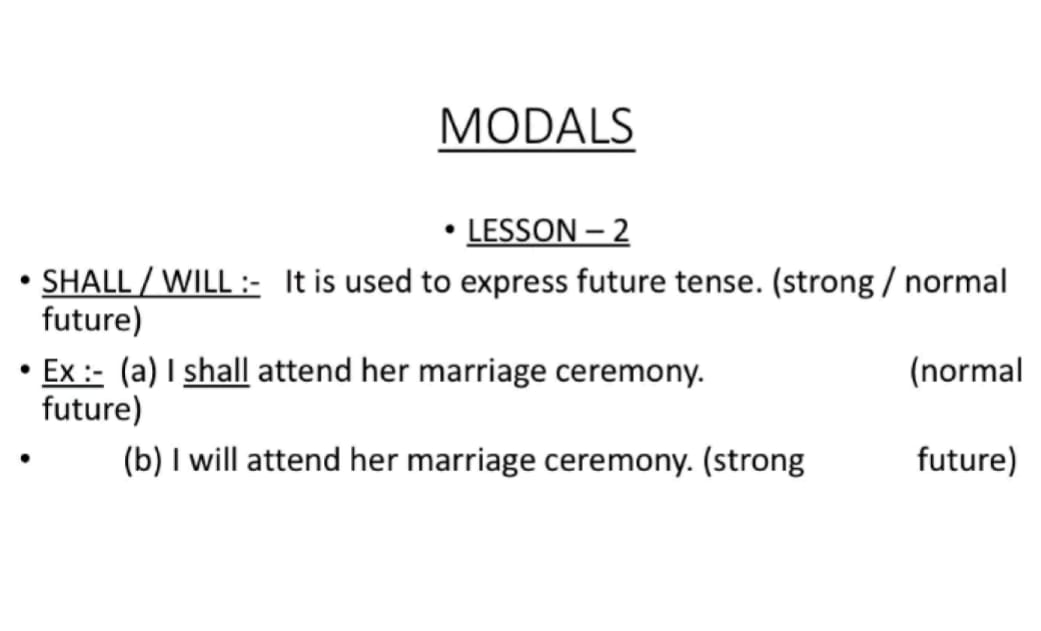 MODALS
• LESSON – 2
• SHALL / WILL :- It is used to express future tense. (strong / normal
future)
• Ex :- (a) I shall attend her marriage ceremony. (normal
future)
• (b) I will attend her marriage ceremony. (strong future)